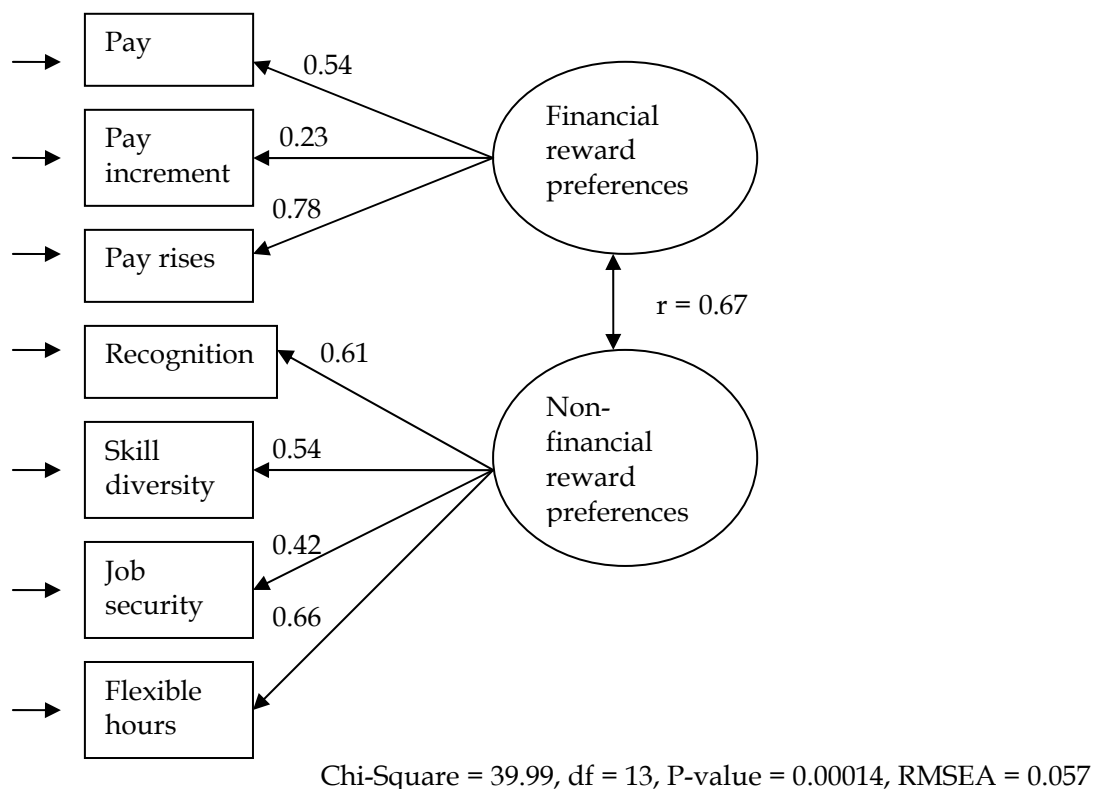 Pay
0.54
Pay
increment
0.23
0.78
Pay rises
Financial
reward
preferences
r = 0.67
Recognition
0.61
Skill
diversity
0.54
Job
security
0.42
0.66
Flexible
hours
Non-
financial
reward
preferences
Chi-Square = 39.99, df = 13, P-value = 0.00014, RMSEA = 0.057